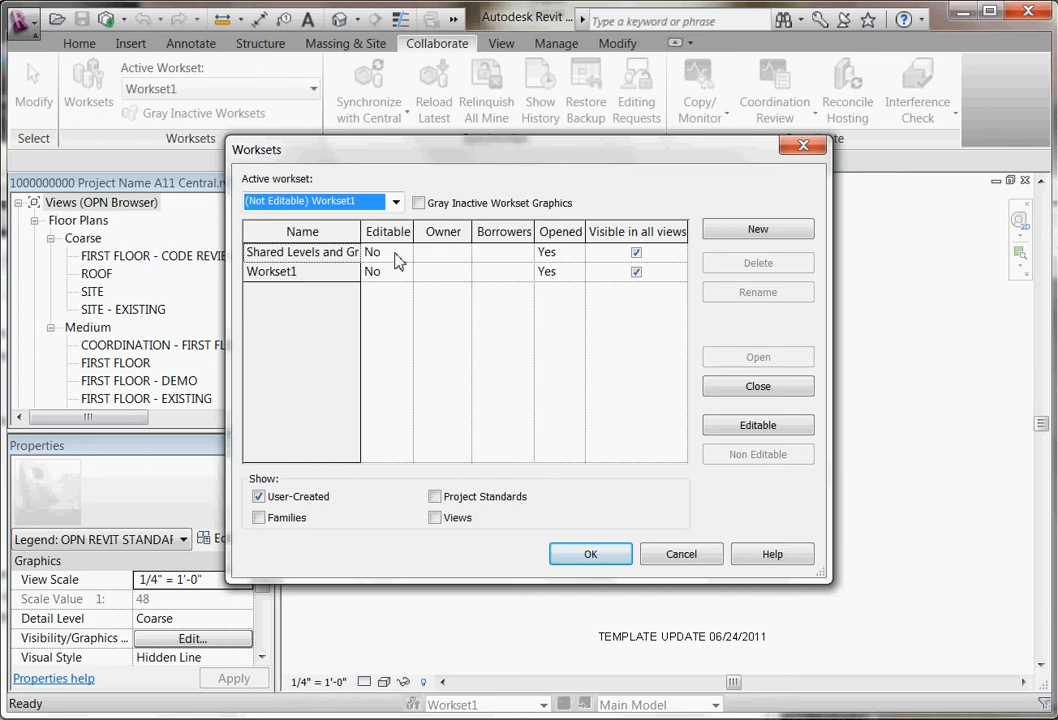 Autodesk Revit ...
Type a keyword or phrase
Home
Insert
Annotate
Structure
Massing & Site
Collaborate
View
Manage
Modify
Modify
Worksets
Active Workset:
Workset1
Gray Inactive Worksets
Synchronize
with Central
Reload
Latest
Relinquish
All Mine
Show
History
Restore
Backup
Editing
Requests
Copy/
Monitor
Coordination
Review
Reconcile
Hosting
Interference
Check
Select
Worksets
1000000000 Project Name A11 Central.
Views (OPN Browser)
Floor Plans
Coarse
FIRST FLOOR - CODE REVIE
ROOF
SITE
SITE - EXISTING
Medium
COORDINATION - FIRST FL
FIRST FLOOR
FIRST FLOOR - DEMO
FIRST FLOOR - EXISTING
Properties
Legend: OPN REVIT STANDAF
Graphics
View Scale 1/4" = 1'-0"
Scale Value 1: 48
Detail Level Coarse
Visibility/Graphics ... Edit...
Visual Style Hidden Line
Properties help
Apply
Worksets
Active workset:
(Not Editable) Workset1
Gray Inactive Workset Graphics
Name Editable Owner Borrowers Opened Visible in all views
Shared Levels and Gr No Yes
Workset1 No Yes
New
Delete
Rename
Open
Close
Editable
Non Editable
Show:
User-Created
Project Standards
Families
Views
OK
Cancel
Help
TEMPLATE UPDATE 06/24/2011
1/4" = 1'-0"
Ready
Workset1
Main Model